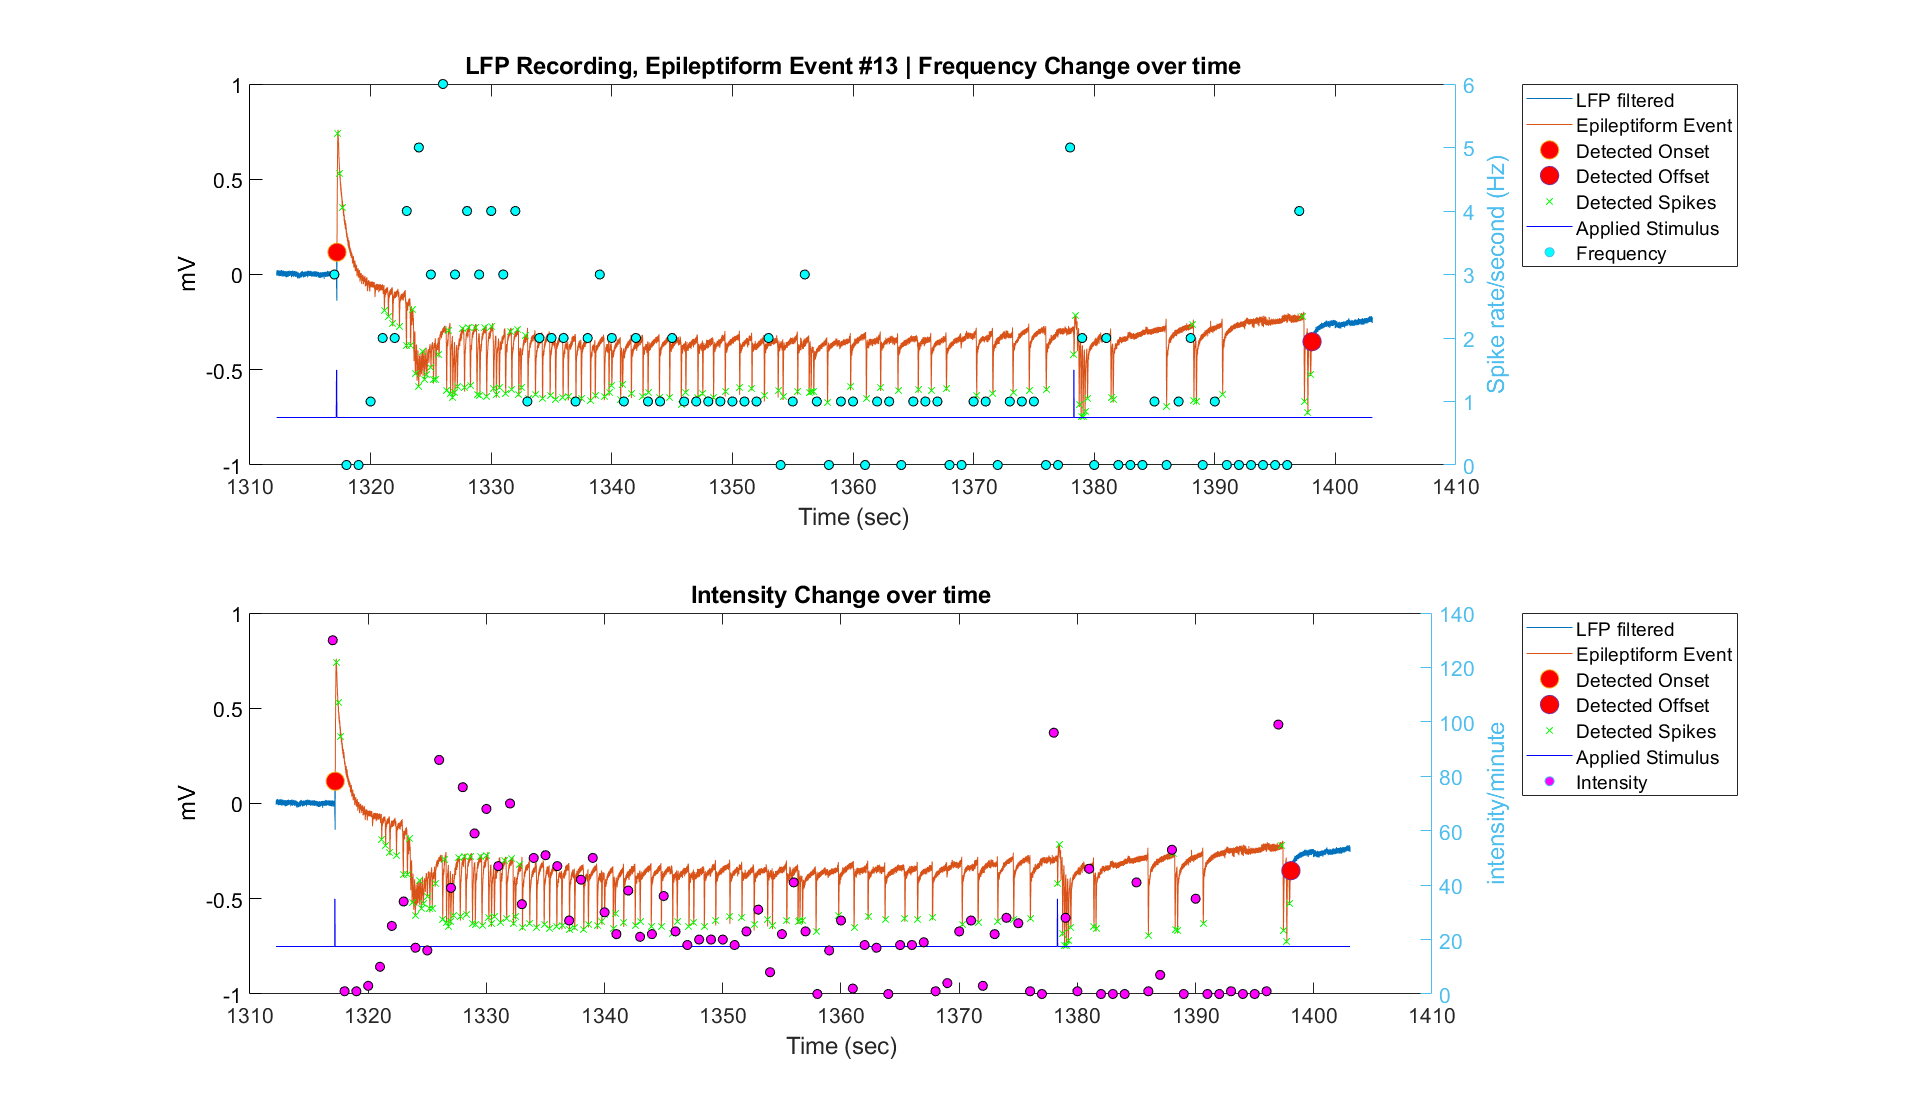 LFP Recording, Epileptiform Event #13 | Frequency Change over time
1
0.5
0
-0.5
-1
mV
6
5
4
3
2
1
0
Spike rate/second (Hz)
1310 1320 1330 1340 1350 1360 1370 1380 1390 1400 1410
Time (sec)
LFP filtered
Epileptiform Event
Detected Onset
Detected Offset
Detected Spikes
Applied Stimulus
Frequency
Intensity Change over time
1
0.5
0
-0.5
-1
mV
140
120
100
80
60
40
20
0
intensity/minute
1310 1320 1330 1340 1350 1360 1370 1380 1390 1400 1410
Time (sec)
LFP filtered
Epileptiform Event
Detected Onset
Detected Offset
Detected Spikes
Applied Stimulus
Intensity